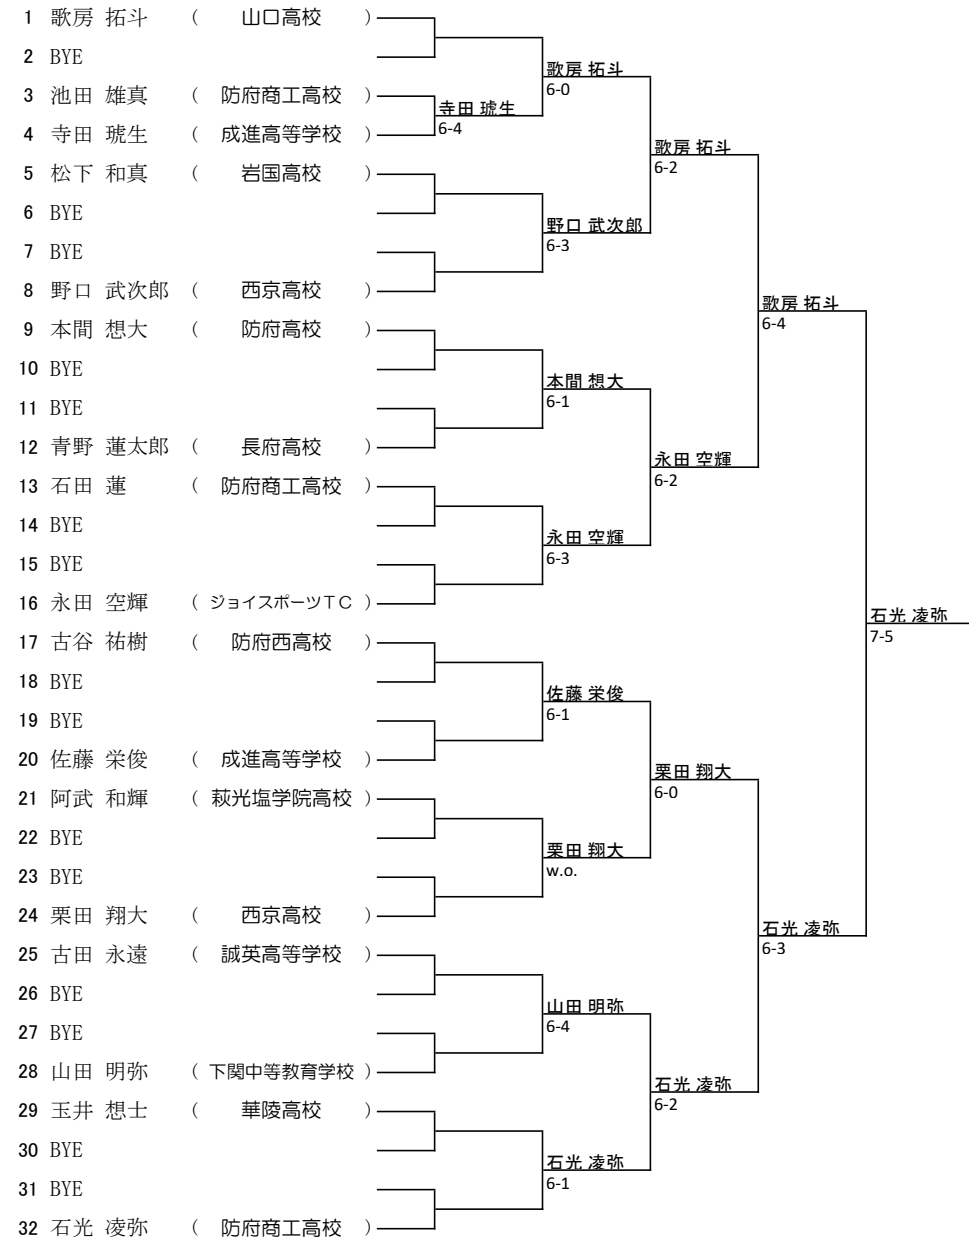 1 歌房 拓斗 ( 山口高校 )
2 BYE
歌房 拓斗
6-0
3 池田 雄真 ( 防府商工高校 )
寺田 琥生
6-4
4 寺田 琥生 ( 成進高等学校 )
歌房 拓斗
6-2
5 松下 和真 ( 岩国高校 )
6 BYE
野口 武次郎
6-3
7 BYE
8 野口 武次郎 ( 西京高校 )
歌房 拓斗
6-4
9 本間 想大 ( 防府高校 )
10 BYE
本間 想大
6-1
11 BYE
12 青野 蓮太郎 ( 長府高校 )
永田 空輝
6-2
13 石田 蓮 ( 防府商工高校 )
14 BYE
永田 空輝
6-3
15 BYE
16 永田 空輝 ( ジョイスポーツTC )
石光 凌弥
7-5
17 古谷 祐樹 ( 防府西高校 )
18 BYE
佐藤 栄俊
6-1
19 BYE
20 佐藤 栄俊 ( 成進高等学校 )
栗田 翔大
6-0
21 阿武 和輝 ( 萩光塩学院高校 )
22 BYE
栗田 翔大
w.o.
23 BYE
24 栗田 翔大 ( 西京高校 )
石光 凌弥
6-3
25 古田 永遠 ( 誠英高等学校 )
26 BYE
山田 明弥
6-4
27 BYE
28 山田 明弥 ( 下関中等教育学校 )
石光 凌弥
6-2
29 玉井 想士 ( 華陵高校 )
30 BYE
石光 凌弥
6-1
31 BYE
32 石光 凌弥 ( 防府商工高校 )